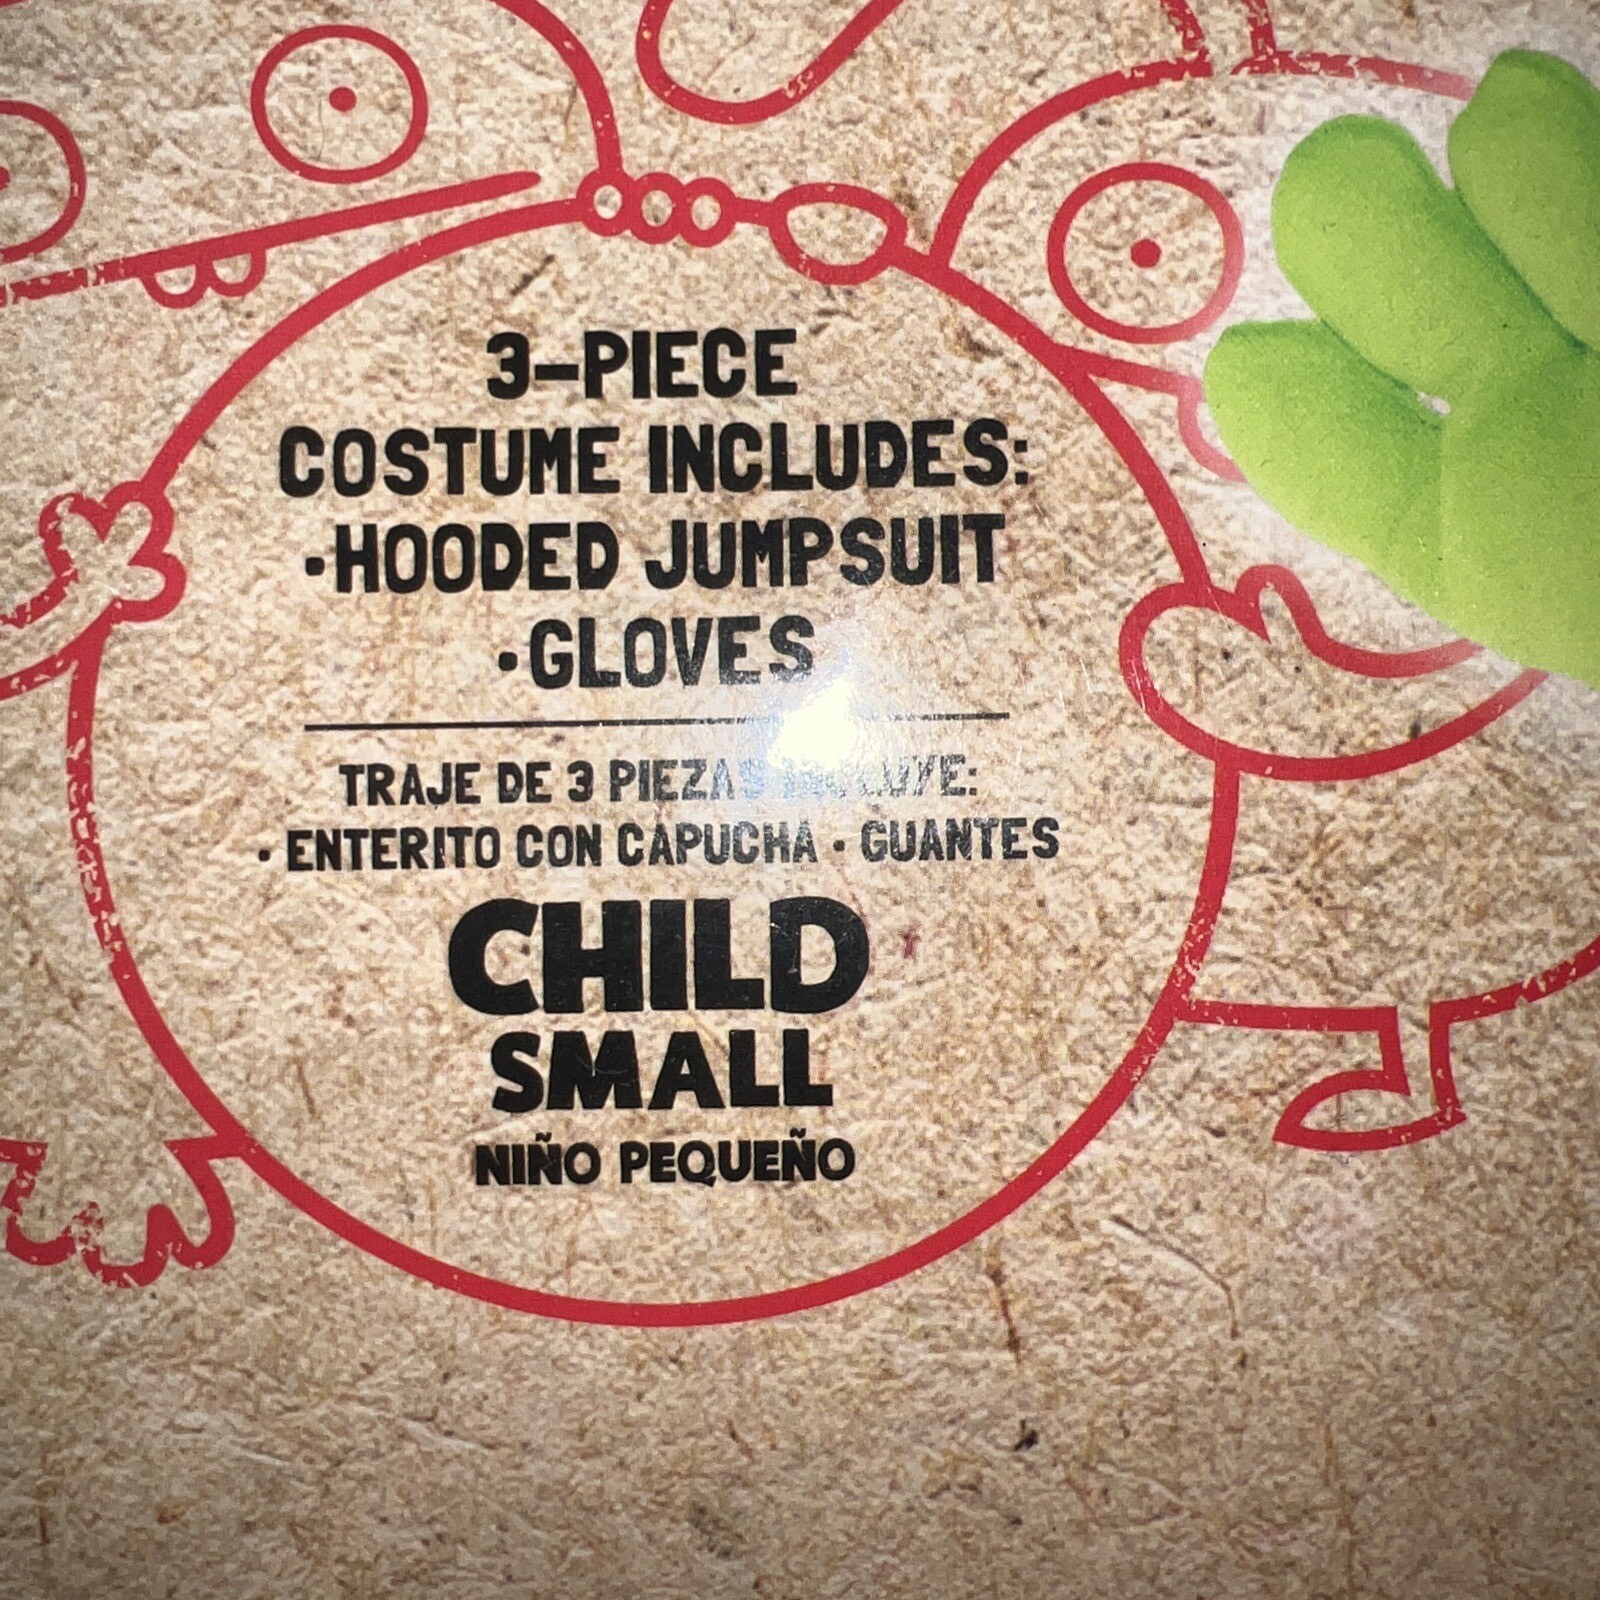 3-PIECE
COSTUME INCLUDES:
•HOODED JUMPSUIT
•GLOVES
TRAJE DE 3 PIEZAS INCLUYE:
• ENTERITO CON CAPUCHA • GUANTES
CHILD
SMALL
NIÑO PEQUEÑO